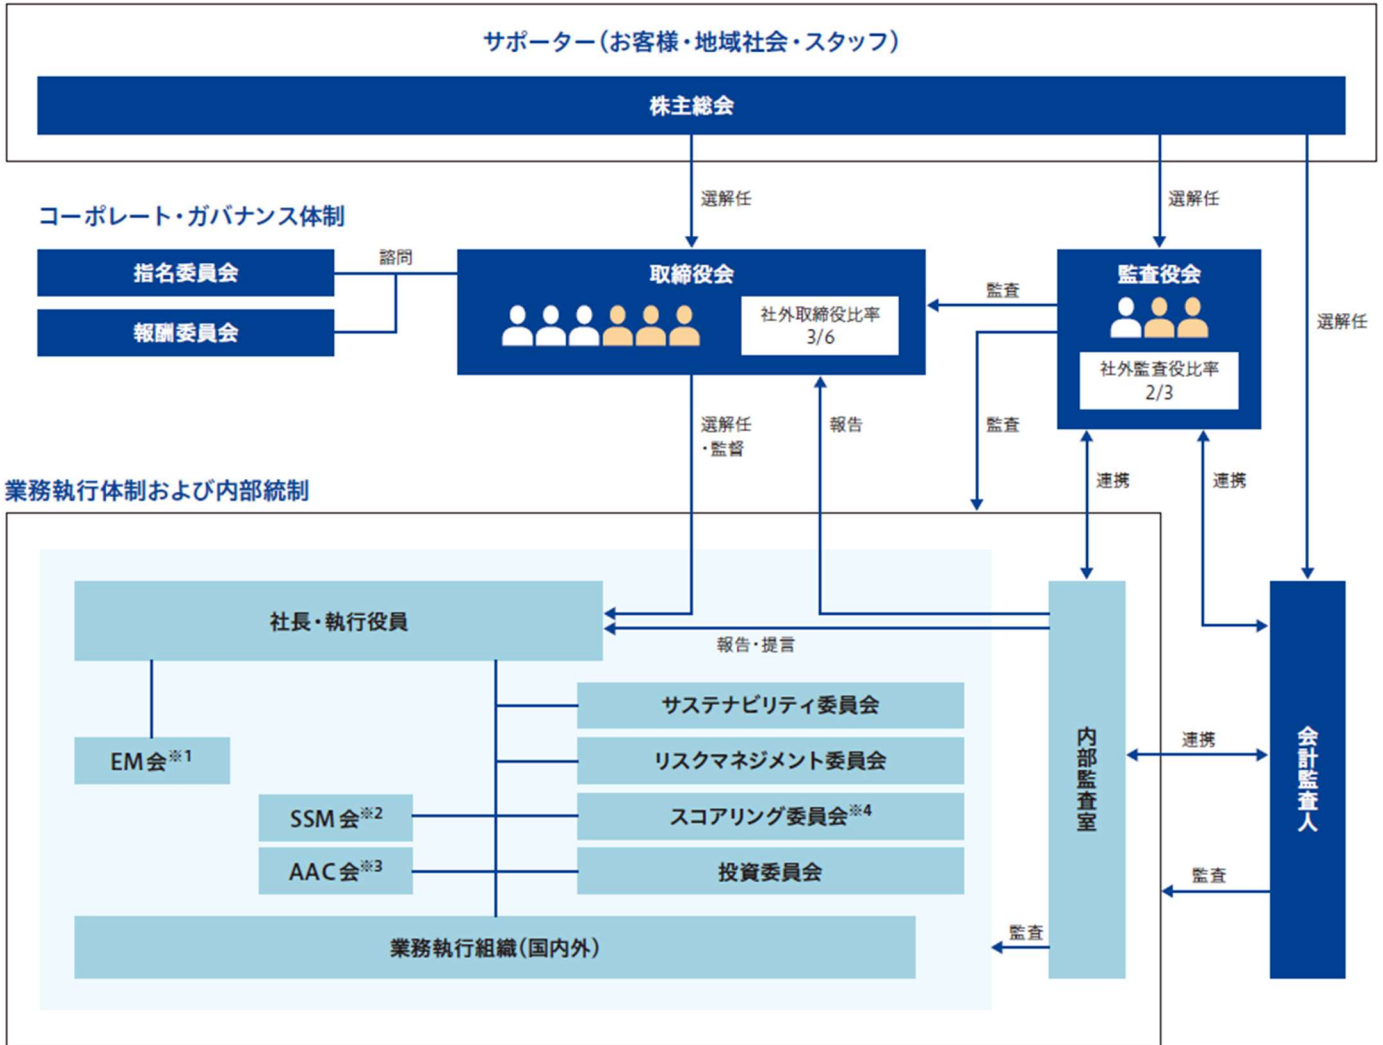 サポーター(お客様・地域社会・スタッフ)
株主総会
選解任
選解任
選解任
コーポレート・ガバナンス体制
指名委員会
報酬委員会
諮問
取締役会
社外取締役比率
3/6
監査
監査役会
社外監査役比率
2/3
選解任
・監督
報告
監査
連携
連携
業務執行体制および内部統制
社長・執行役員
報告・提言
EM会※1
SSM会※2
AAC会※3
サステナビリティ委員会
リスクマネジメント委員会
スコアリング委員会※4
投資委員会
業務執行組織(国内外)
内部監査室
連携
会計監査人
監査
監査